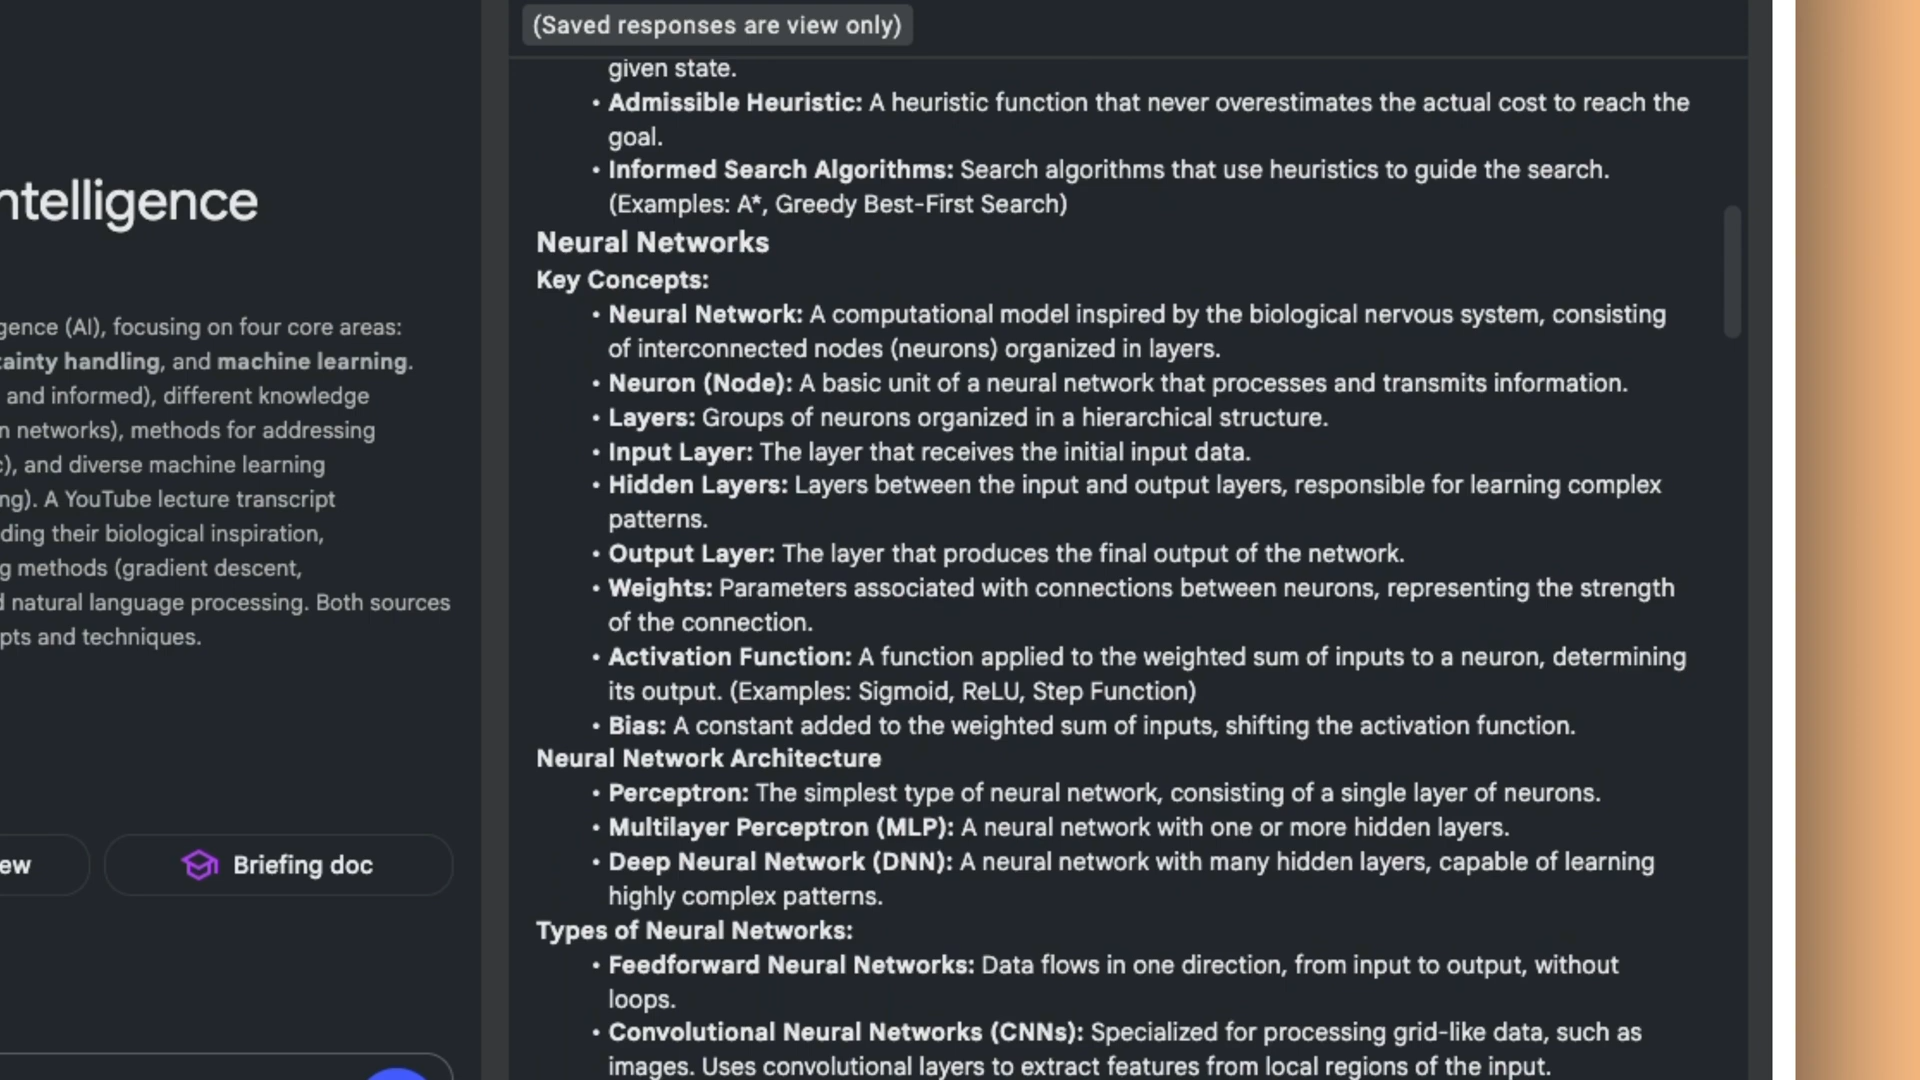 (Saved responses are view only)
given state.
• Admissible Heuristic: A heuristic function that never overestimates the actual cost to reach the
goal.
• Informed Search Algorithms: Search algorithms that use heuristics to guide the search.
(Examples: A*, Greedy Best-First Search)
Neural Networks
Key Concepts:
• Neural Network: A computational model inspired by the biological nervous system, consisting
of interconnected nodes (neurons) organized in layers.
• Neuron (Node): A basic unit of a neural network that processes and transmits information.
• Layers: Groups of neurons organized in a hierarchical structure.
• Input Layer: The layer that receives the initial input data.
• Hidden Layers: Layers between the input and output layers, responsible for learning complex
patterns.
• Output Layer: The layer that produces the final output of the network.
• Weights: Parameters associated with connections between neurons, representing the strength
of the connection.
• Activation Function: A function applied to the weighted sum of inputs to a neuron, determining
its output. (Examples: Sigmoid, ReLU, Step Function)
• Bias: A constant added to the weighted sum of inputs, shifting the activation function.
Neural Network Architecture
• Perceptron: The simplest type of neural network, consisting of a single layer of neurons.
• Multilayer Perceptron (MLP): A neural network with one or more hidden layers.
• Deep Neural Network (DNN): A neural network with many hidden layers, capable of learning
highly complex patterns.
Types of Neural Networks:
• Feedforward Neural Networks: Data flows in one direction, from input to output, without
loops.
• Convolutional Neural Networks (CNNs): Specialized for processing grid-like data, such as
images. Uses convolutional layers to extract features from local regions of the input.
ntelligence
gence (AI), focusing on four core areas:
tainty handling, and machine learning.
and informed), different knowledge
n networks), methods for addressing
c), and diverse machine learning
ng). A YouTube lecture transcript
ding their biological inspiration,
g methods (gradient descent,
d natural language processing. Both sources
pts and techniques.
ew
Briefing doc